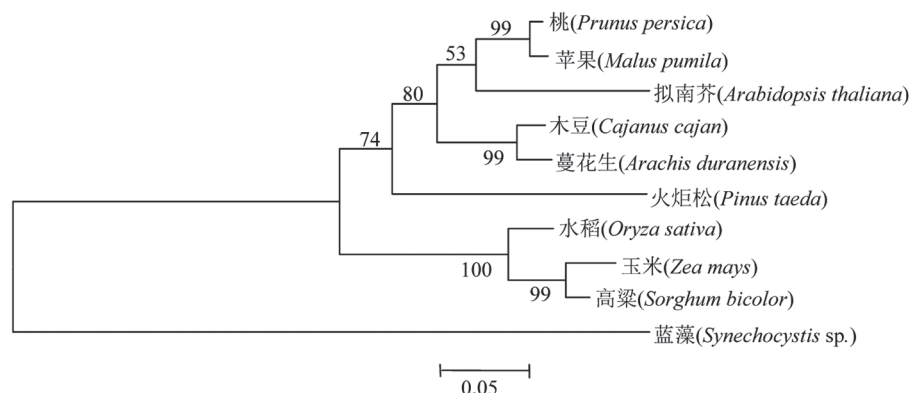 99
桃(Prunus persica)
苹果(Malus pumila)
53
拟南芥(Arabidopsis thaliana)
80
木豆(Cajanus cajan)
99
蔓花生(Arachis duranensis)
74
火炬松(Pinus taeda)
水稻(Oryza sativa)
100
玉米(Zea mays)
99
高粱(Sorghum bicolor)
蓝藻(Synechocystis sp.)
0.05